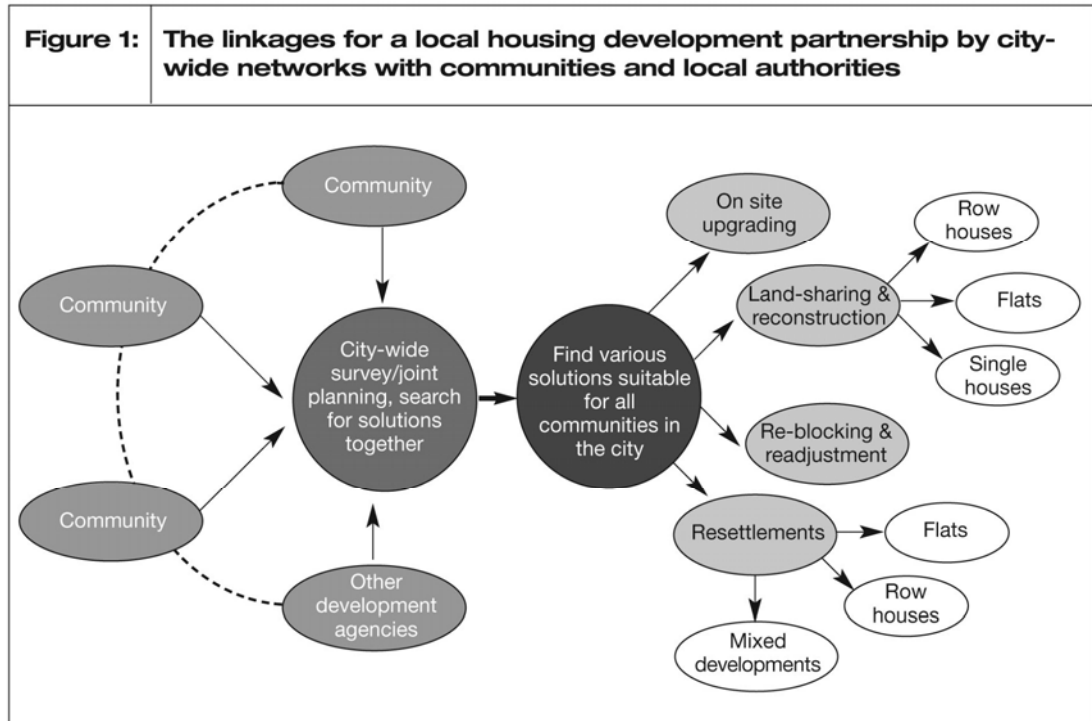 Figure 1:
The linkages for a local housing development partnership by city-
wide networks with communities and local authorities
Community
Community
Community
Other
development
agencies
City-wide
survey/joint
planning, search
for solutions
together
Find various
solutions suitable
for all
communities in
the city
On site
upgrading
Land-sharing &
reconstruction
Row
houses
Flats
Single
houses
Re-blocking &
readjustment
Resettlements
Flats
Row
houses
Mixed
developments